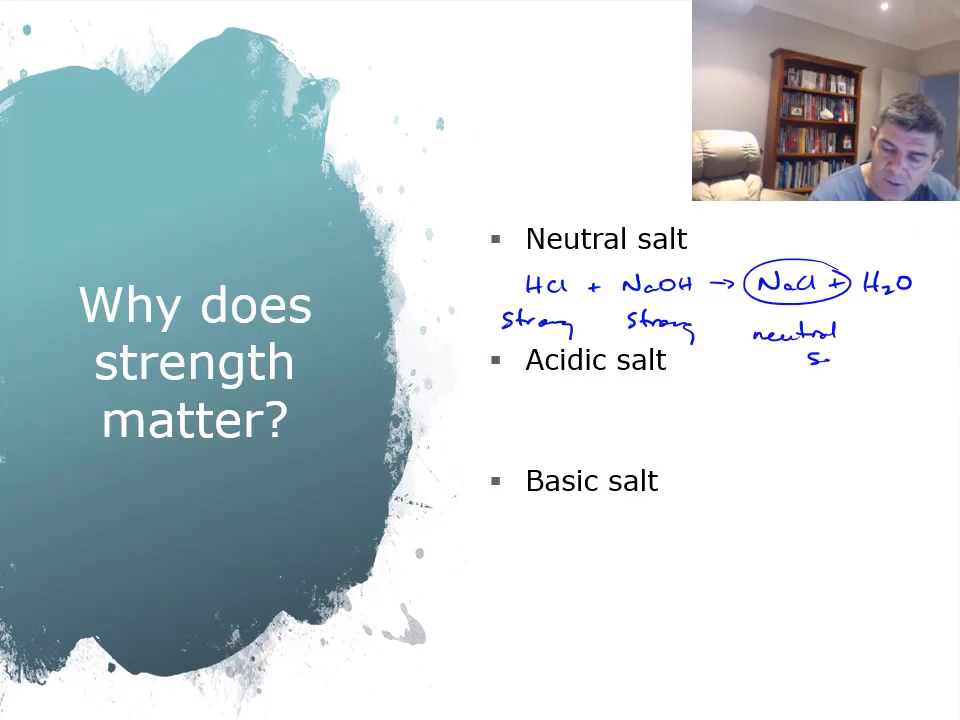 Why does
strength
matter?
Neutral salt
HCl + NaOH → NaCl + H₂O
strong strong neutral
s
Acidic salt
Basic salt